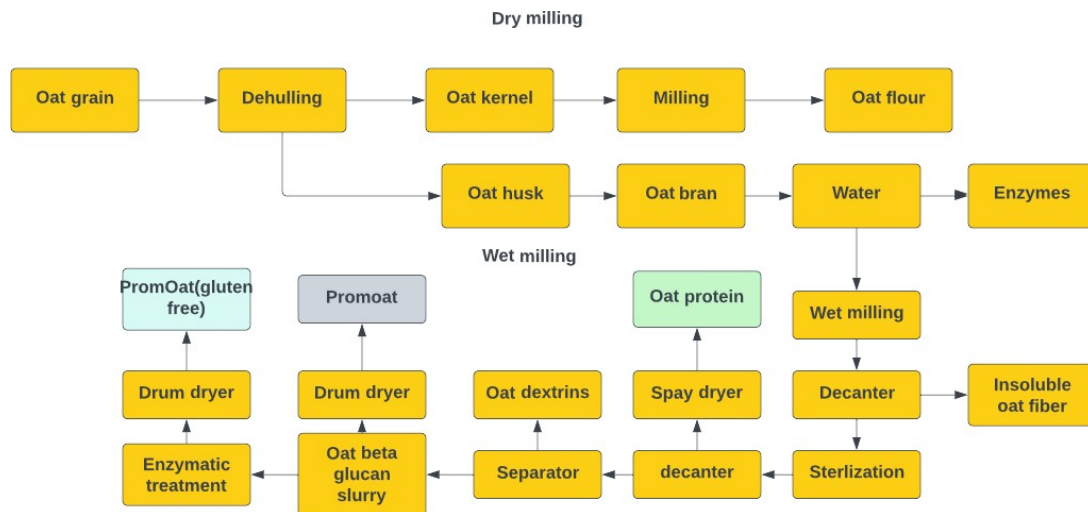 Dry milling
Oat grain
Dehulling
Oat kernel
Milling
Oat flour
Oat husk
Oat bran
Water
Enzymes
Wet milling
PromOat(gluten
free)
Promoat
Oat protein
Wet milling
Drum dryer
Drum dryer
Oat dextrins
Spay dryer
Decanter
Insoluble
oat fiber
Enzymatic
treatment
Oat beta
glucan
slurry
Separator
decanter
Sterlization